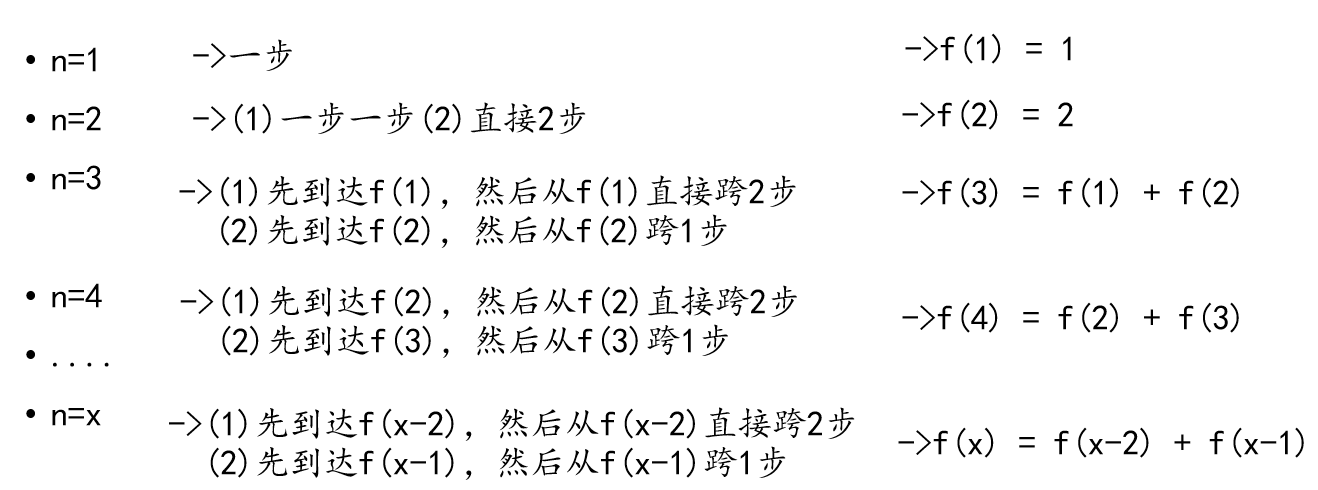 • n=1 ->一步 ->f(1) = 1
• n=2 ->(1)一步一步(2)直接2步 ->f(2) = 2
• n=3 ->(1)先到达f(1), 然后从f(1)直接跨2步 ->f(3) = f(1) + f(2)
(2)先到达f(2), 然后从f(2)跨1步
• n=4 ->(1)先到达f(2), 然后从f(2)直接跨2步 ->f(4) = f(2) + f(3)
(2)先到达f(3), 然后从f(3)跨1步
• ....
• n=x ->(1)先到达f(x-2), 然后从f(x-2)直接跨2步 ->f(x) = f(x-2) + f(x-1)
(2)先到达f(x-1), 然后从f(x-1)跨1步